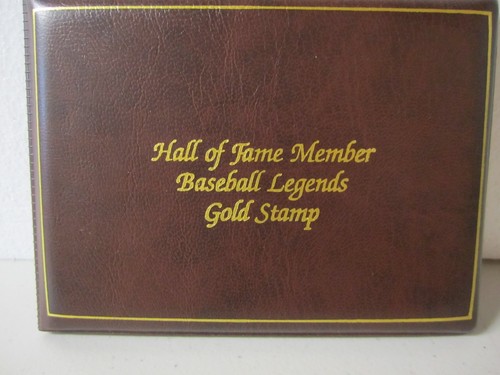 Hall of Fame Member
Baseball Legends
Gold Stamp